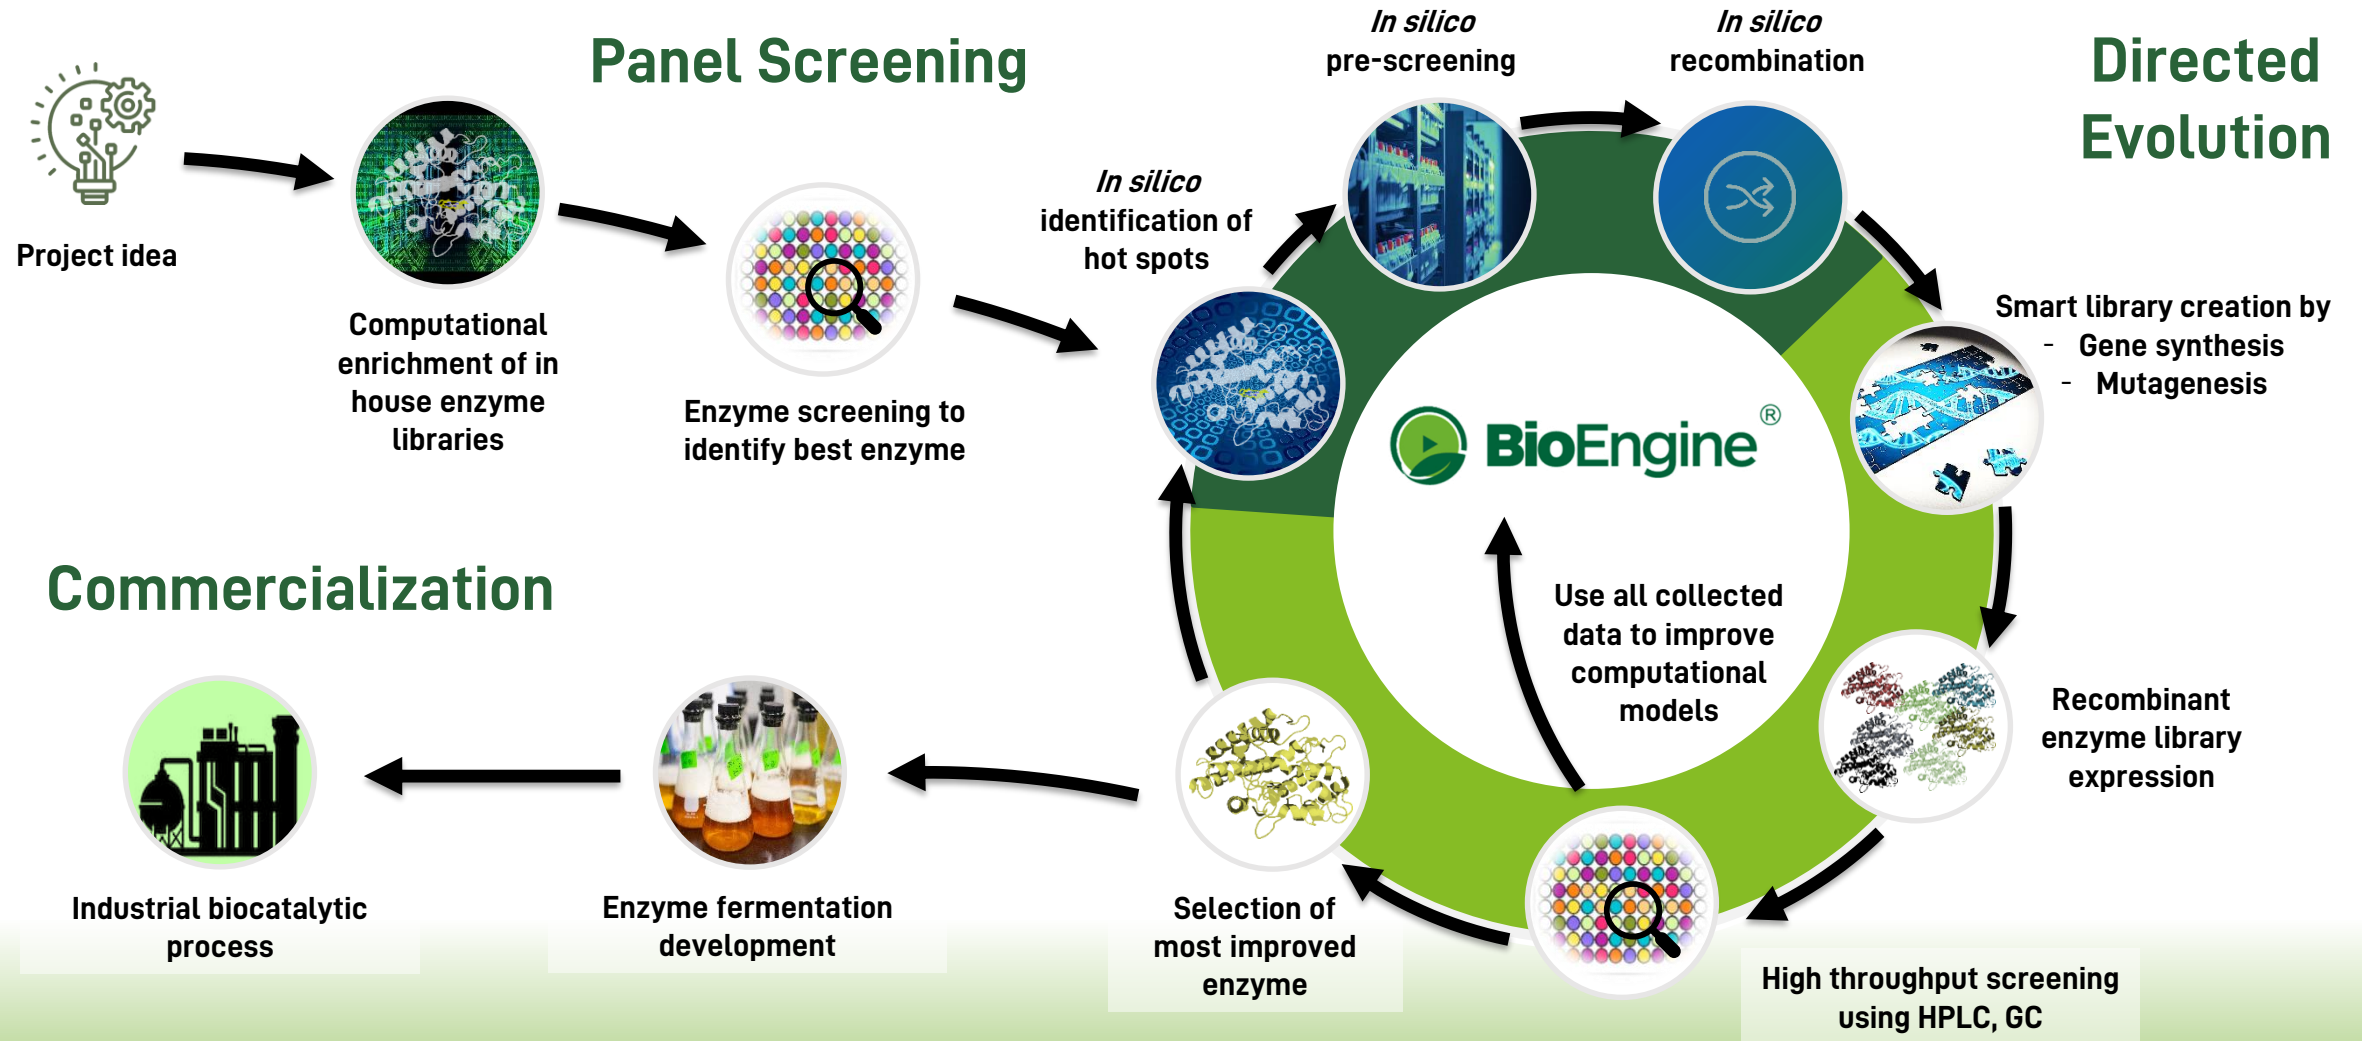 Panel Screening
Directed
Evolution
Project idea
Computational
enrichment of in
house enzyme
libraries
Enzyme screening to
identify best enzyme
In silico
identification of
hot spots
In silico
pre-screening
In silico
recombination
Smart library creation by
- Gene synthesis
- Mutagenesis
BioEngine®
Use all collected
data to improve
computational
models
Recombinant
enzyme library
expression
High throughput screening
using HPLC, GC
Selection of
most improved
enzyme
Commercialization
Enzyme fermentation
development
Industrial biocatalytic
process